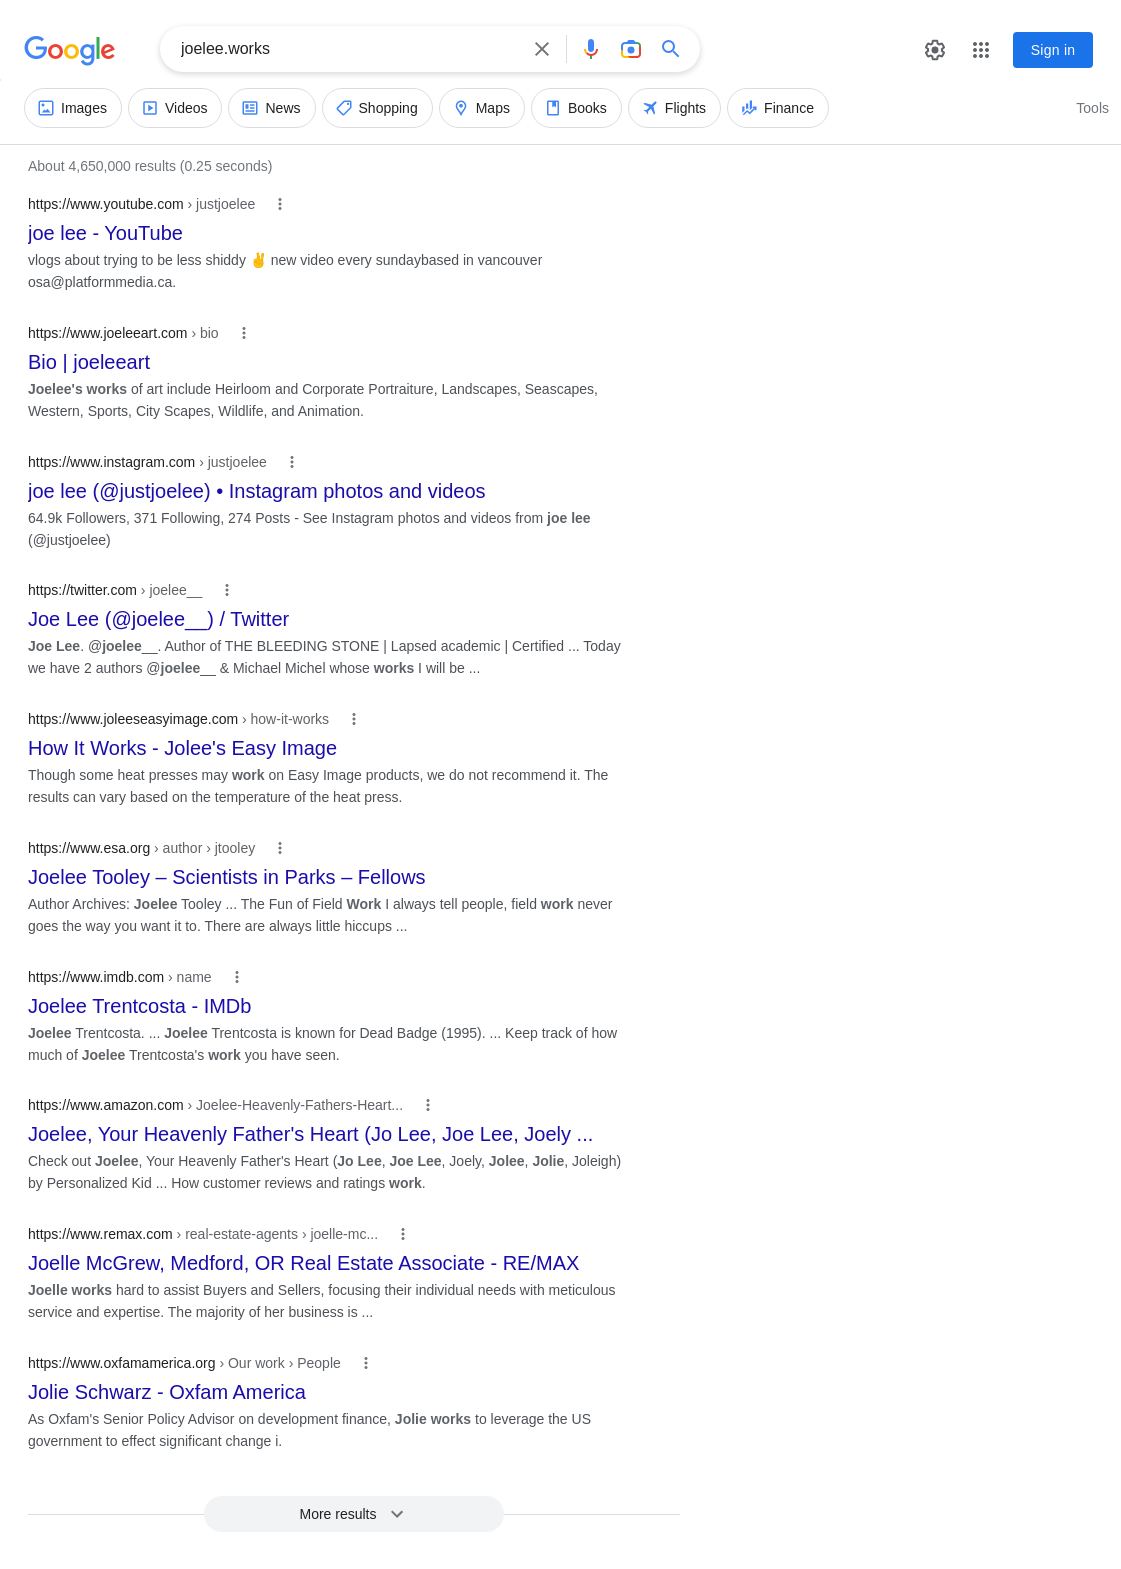 Google
joelee.works
Sign in
Images
Videos
News
Shopping
Maps
Books
Flights
Finance
Tools
About 4,650,000 results (0.25 seconds)
https://www.youtube.com › justjoelee
joe lee - YouTube
vlogs about trying to be less shiddy ✌ new video every sundaybased in vancouver
osa@platformmedia.ca.
https://www.joeleeart.com › bio
Bio | joeleeart
Joelee's works of art include Heirloom and Corporate Portraiture, Landscapes, Seascapes,
Western, Sports, City Scapes, Wildlife, and Animation.
https://www.instagram.com › justjoelee
joe lee (@justjoelee) • Instagram photos and videos
64.9k Followers, 371 Following, 274 Posts - See Instagram photos and videos from joe lee
(@justjoelee)
https://twitter.com › joelee__
Joe Lee (@joelee__) / Twitter
Joe Lee. @joelee__. Author of THE BLEEDING STONE | Lapsed academic | Certified ... Today
we have 2 authors @joelee__ & Michael Michel whose works I will be ...
https://www.joleeseasyimage.com › how-it-works
How It Works - Jolee's Easy Image
Though some heat presses may work on Easy Image products, we do not recommend it. The
results can vary based on the temperature of the heat press.
https://www.esa.org › author › jtooley
Joelee Tooley – Scientists in Parks – Fellows
Author Archives: Joelee Tooley ... The Fun of Field Work I always tell people, field work never
goes the way you want it to. There are always little hiccups ...
https://www.imdb.com › name
Joelee Trentcosta - IMDb
Joelee Trentcosta. ... Joelee Trentcosta is known for Dead Badge (1995). ... Keep track of how
much of Joelee Trentcosta's work you have seen.
https://www.amazon.com › Joelee-Heavenly-Fathers-Heart...
Joelee, Your Heavenly Father's Heart (Jo Lee, Joe Lee, Joely ...
Check out Joelee, Your Heavenly Father's Heart (Jo Lee, Joe Lee, Joely, Jolee, Jolie, Joleigh)
by Personalized Kid ... How customer reviews and ratings work.
https://www.remax.com › real-estate-agents › joelle-mc...
Joelle McGrew, Medford, OR Real Estate Associate - RE/MAX
Joelle works hard to assist Buyers and Sellers, focusing their individual needs with meticulous
service and expertise. The majority of her business is ...
https://www.oxfamamerica.org › Our work › People
Jolie Schwarz - Oxfam America
As Oxfam's Senior Policy Advisor on development finance, Jolie works to leverage the US
government to effect significant change i.
More results